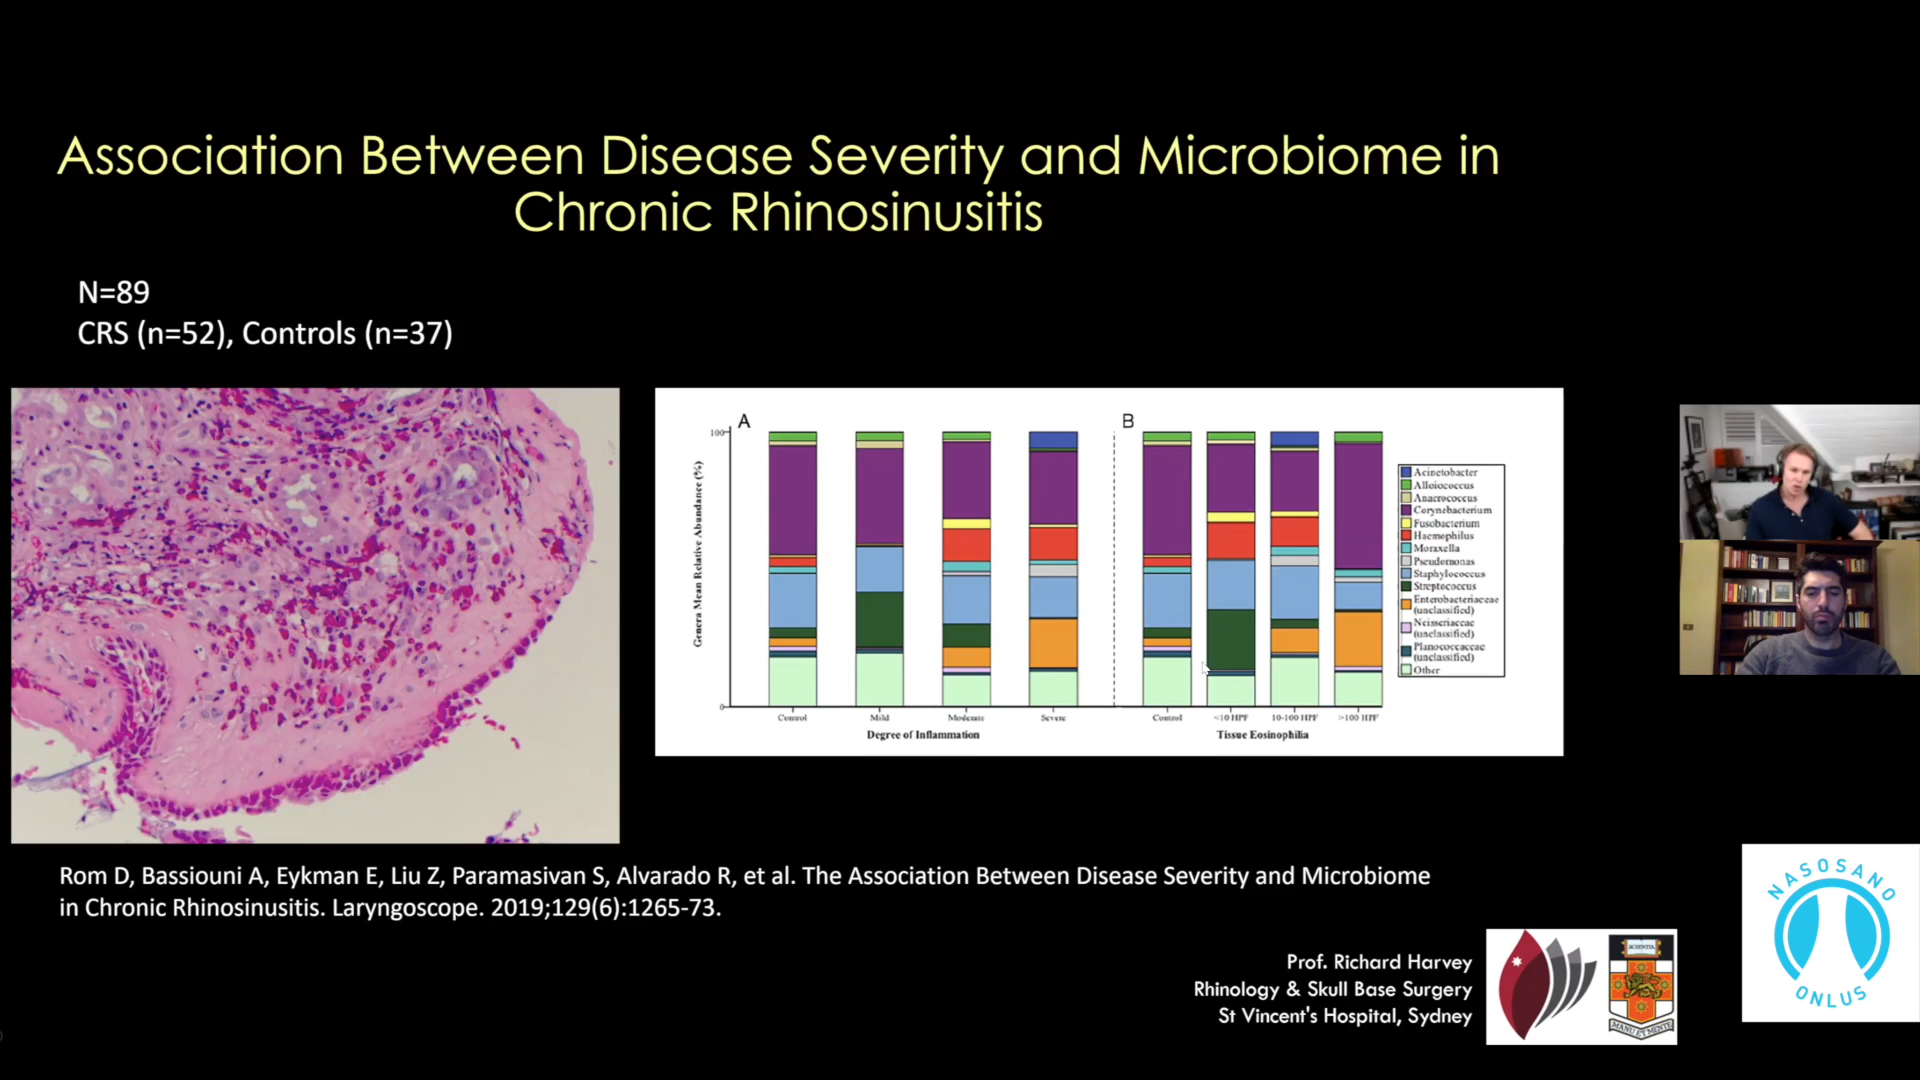 Association Between Disease Severity and Microbiome in
Chronic Rhinosinusitis
N=89
CRS (n=52), Controls (n=37)
A
B
100
0
Genera Mean Relative Abundance (%)
Control
Mild
Moderate
Severe
Degree of Inflammation
Control
<10 HPF
10-100 HPF
>100 HPF
Tissue Eosinophilia
Acinetobacter
Alloiococcus
Anaerococcus
Corynebacterium
Fusobacterium
Haemophilus
Moraxella
Pseudomonas
Staphylococcus
Streptococcus
Enterobacteriaceae
(unclassified)
Neisseriaceae
(unclassified)
Planococcaceae
(unclassified)
Other
Rom D, Bassiouni A, Eykman E, Liu Z, Paramasivan S, Alvarado R, et al. The Association Between Disease Severity and Microbiome
in Chronic Rhinosinusitis. Laryngoscope. 2019;129(6):1265-73.
Prof. Richard Harvey
Rhinology & Skull Base Surgery
St Vincent's Hospital, Sydney
SCIENTIA
MANU ET MENTE
NASOSANO
ONLUS